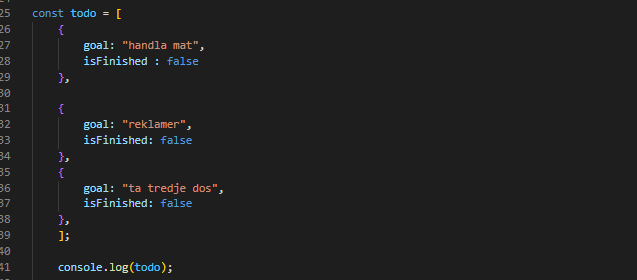 25 const todo = [
26 {
27 goal: "handla mat",
28 isFinished : false
29 },
30
31 {
32 goal: "reklamer",
33 isFinished: false
34 },
35 {
36 goal: "ta tredje dos",
37 isFinished: false
38 },
39 ];
40
41 console.log(todo);